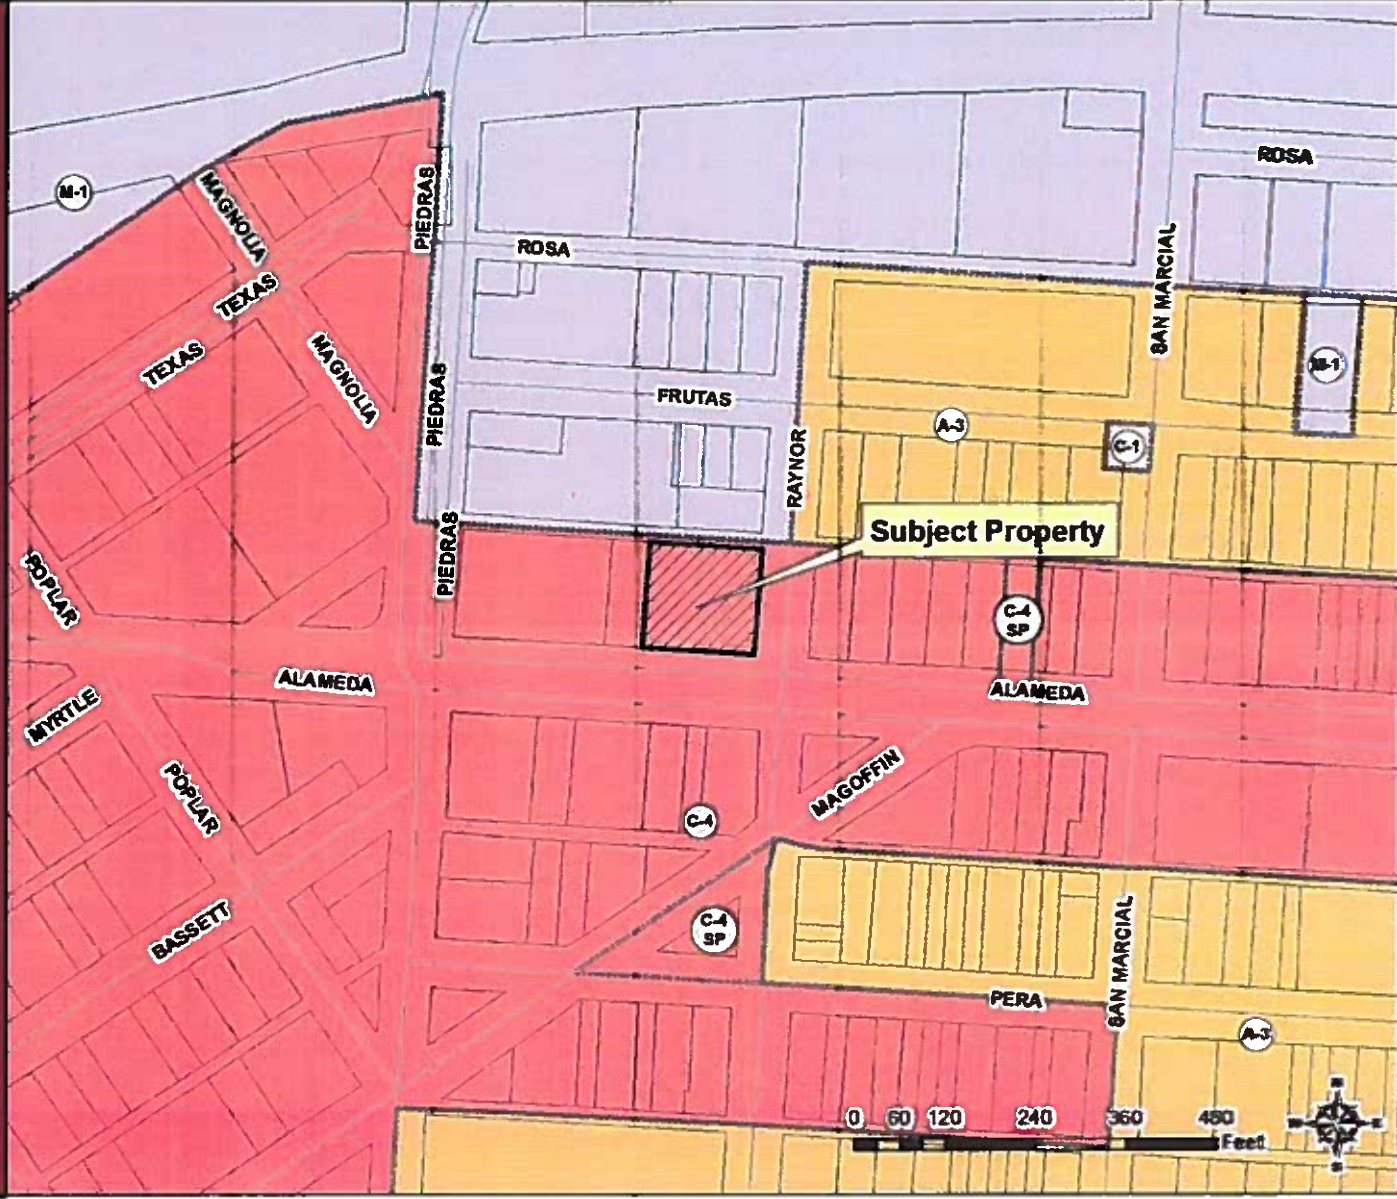 ROSA
M-1
MAGNOLIA
PIEDRAS
ROSA
SAN MARCIAL
TEXAS
TEXAS
MAGNOLIA
PIEDRAS
FRUTAS
M-1
A-3
C-1
RAYNOR
Subject Property
PIEDRAS
POPLAR
C-4
SP
ALAMEDA
ALAMEDA
MYRTLE
POPLAR
MAGOFFIN
C-4
BASSETT
C-4
SP
SAN MARCIAL
PERA
A-3
0 60 120 240 360 480
Feet